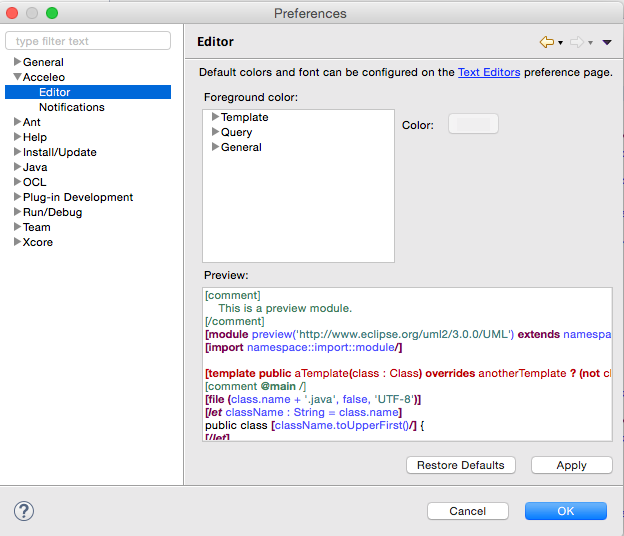 Preferences
type filter text
General
Acceleo
Editor
Notifications
Ant
Help
Install/Update
Java
OCL
Plug-in Development
Run/Debug
Team
Xcore
Editor
Default colors and font can be configured on the Text Editors preference page.
Foreground color:
Template
Query
General
Color:
Preview:
[comment]
This is a preview module.
[/comment]
[module preview('http://www.eclipse.org/uml2/3.0.0/UML') extends namespa
[import namespace::import::module/]
[template public aTemplate(class : Class) overrides anotherTemplate ? (not cl
[comment @main /]
[file (class.name + '.java', false, 'UTF-8')]
[let className : String = class.name]
public class [className.toUpperFirst()/] {
[/let]
Restore Defaults
Apply
?
Cancel
OK